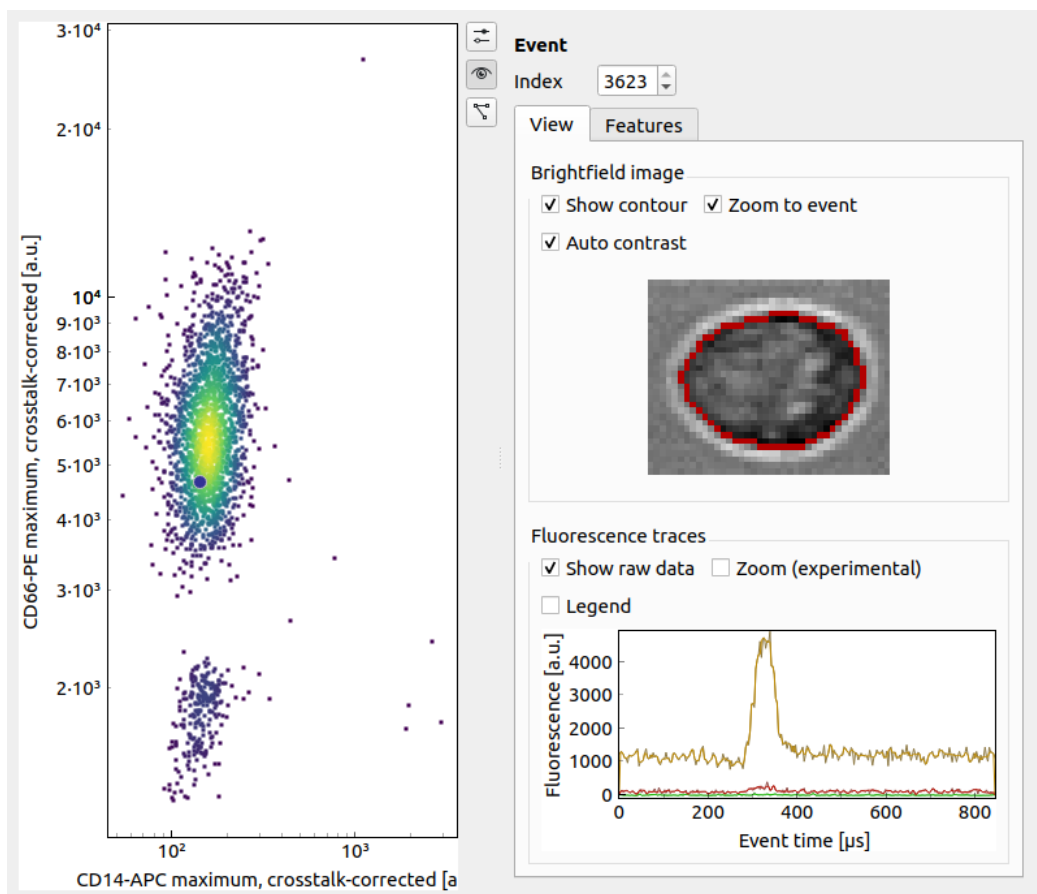 3·10⁴
2·10⁴
10⁴
9·10³
8·10³
7·10³
6·10³
5·10³
4·10³
3·10³
2·10³
CD66-PE maximum, crosstalk-corrected [a.u.]
10²
10³
CD14-APC maximum, crosstalk-corrected [a
Event
Index 3623
View Features
Brightfield image
Show contour Zoom to event
Auto contrast
Fluorescence traces
Show raw data Zoom (experimental)
Legend
Fluorescence [a.u.]
4000
3000
2000
1000
0
0 200 400 600 800
Event time [µs]